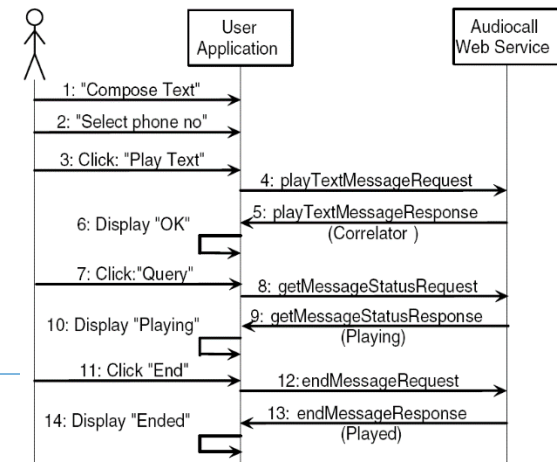 User
Application
Audiocall
Web Service
1: "Compose Text"
2: "Select phone no"
3: Click: "Play Text"
4: playTextMessageRequest
5: playTextMessageResponse
(Correlator )
6: Display "OK"
7: Click:"Query"
8: getMessageStatusRequest
9: getMessageStatusResponse
(Playing)
10: Display "Playing"
11: Click "End"
12: endMessageRequest
13: endMessageResponse
(Played)
14: Display "Ended"